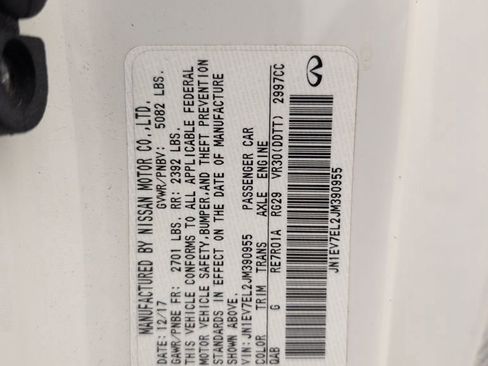 MANUFACTURED BY NISSAN MOTOR CO.,LTD.
DATE: 12/17 GVWR/PNBV: 5082 LBS.
GAWR/PNBE FR: 2701 LBS. RR: 2392 LBS.
THIS VEHICLE CONFORMS TO ALL APPLICABLE FEDERAL
MOTOR VEHICLE SAFETY,BUMPER,AND THEFT PREVENTION
STANDARDS IN EFFECT ON THE DATE OF MANUFACTURE
SHOWN ABOVE.
VIN: JN1EV7EL2JM390955 PASSENGER CAR
COLOR TRIM TRANS AXLE ENGINE
QAB G RE7R01A RG29 VR30(DDTT) 2997CC
JN1EV7EL2JM390955